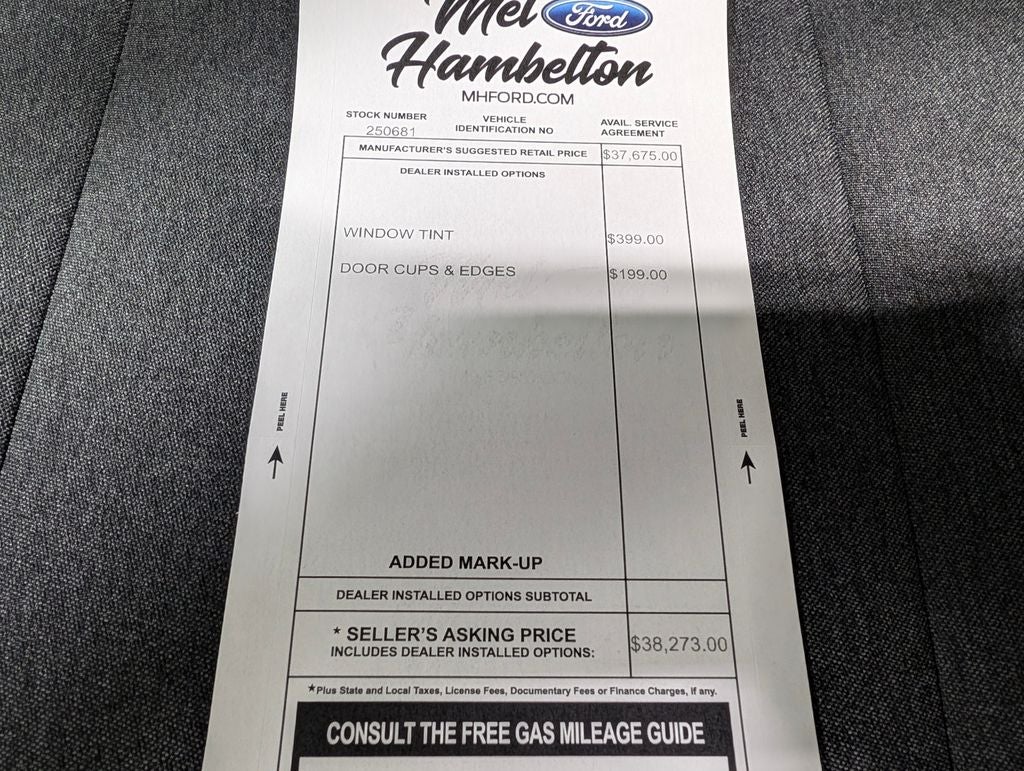 Mel Ford
Hambelton
MHFORD.COM
STOCK NUMBER
250681
VEHICLE
IDENTIFICATION NO
AVAIL. SERVICE
AGREEMENT
MANUFACTURER'S SUGGESTED RETAIL PRICE $37,675.00
DEALER INSTALLED OPTIONS
WINDOW TINT $399.00
DOOR CUPS & EDGES $199.00
PEEL HERE
PEEL HERE
ADDED MARK-UP
DEALER INSTALLED OPTIONS SUBTOTAL
* SELLER'S ASKING PRICE
INCLUDES DEALER INSTALLED OPTIONS: $38,273.00
*Plus State and Local Taxes, License Fees, Documentary Fees or Finance Charges, if any.
CONSULT THE FREE GAS MILEAGE GUIDE